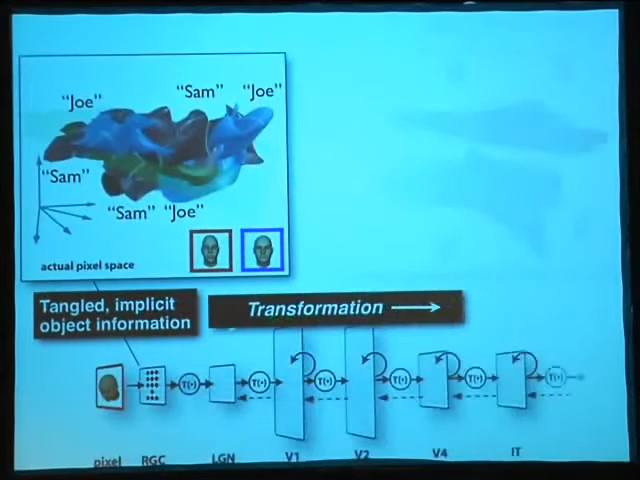 "Sam" "Joe"
"Joe"
"Sam"
"Sam" "Joe"
actual pixel space
Tangled, implicit
object information
Transformation
T(•) T(•) T(•) T(•) T(•) T(•)
pixel RGC LGN V1 V2 V4 IT